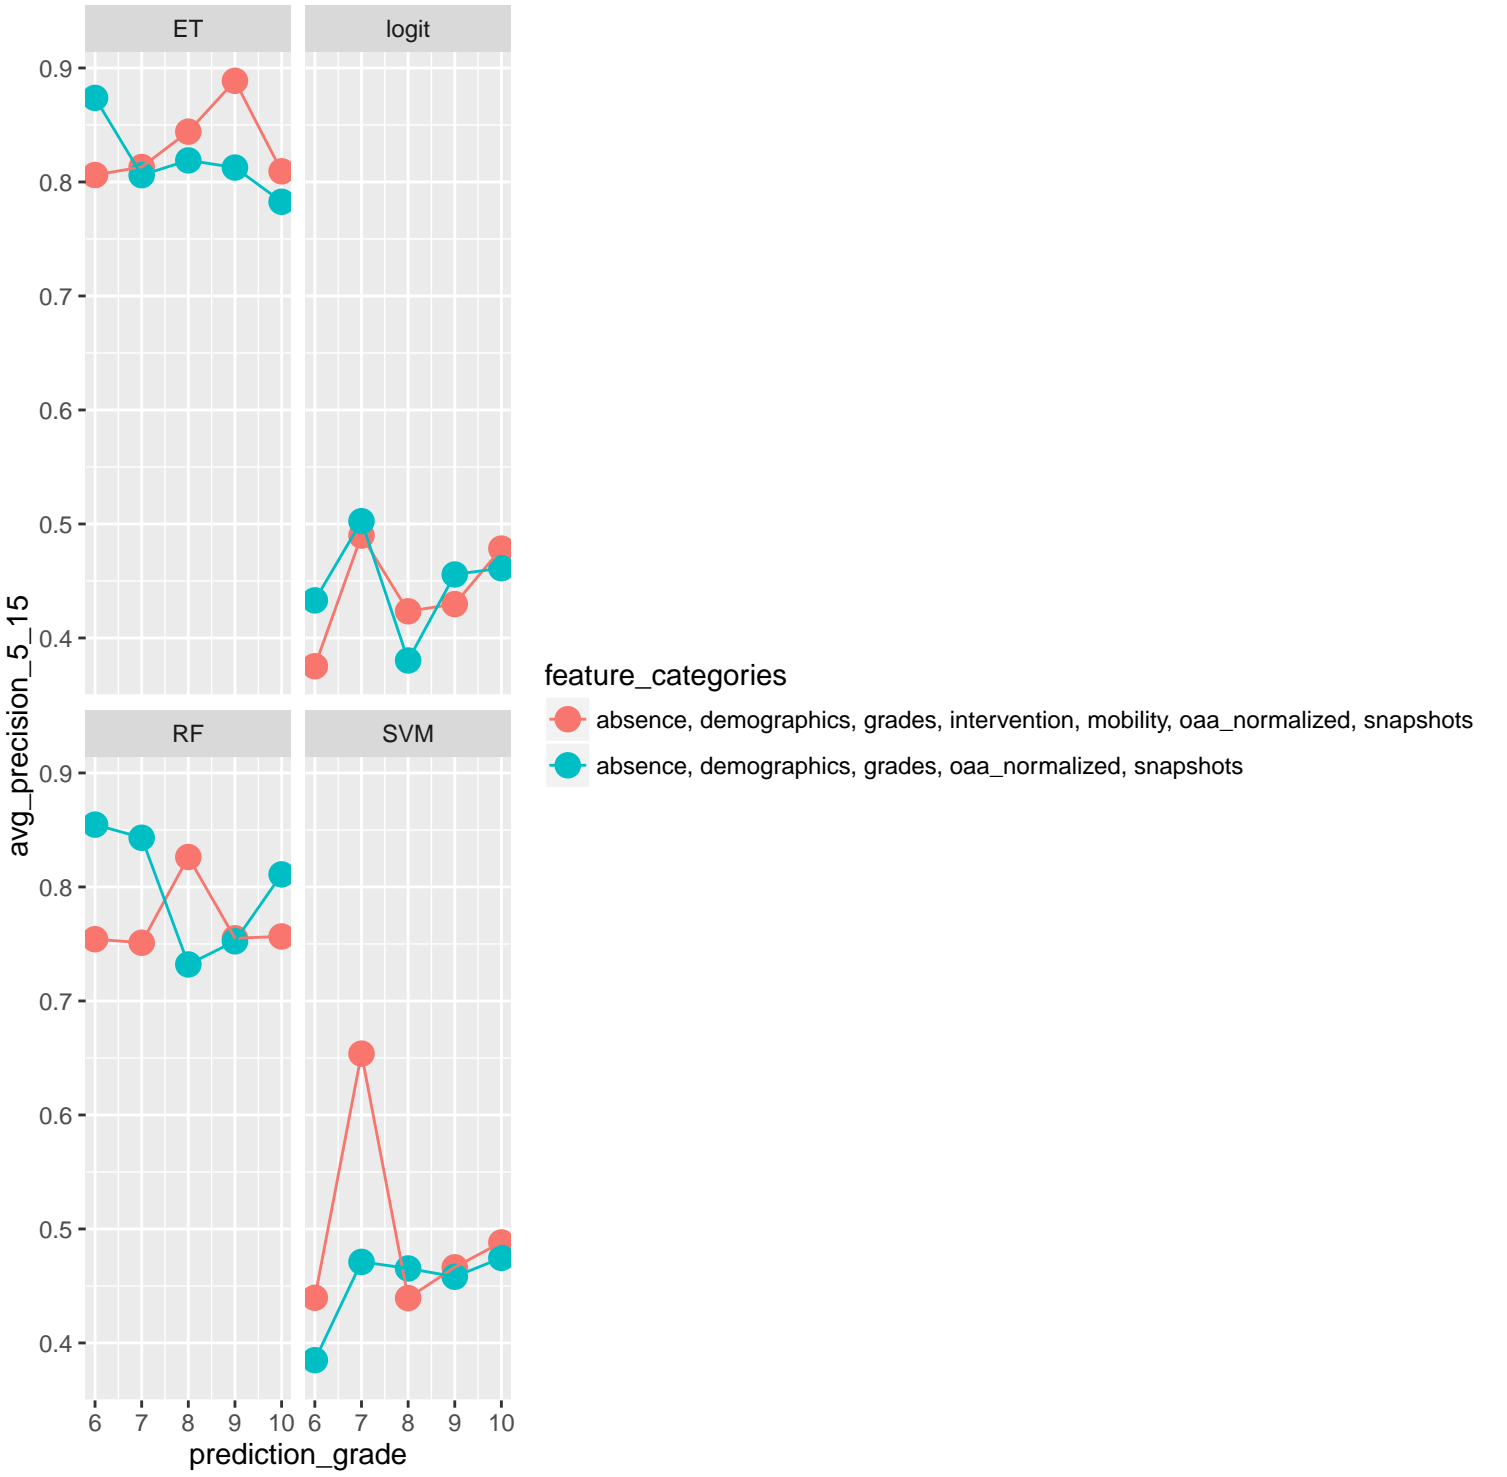 ET
logit
0.9
0.8
0.7
0.6
0.5
0.4
RF
SVM
0.9
0.8
0.7
0.6
0.5
0.4
6 7 8 9 10 6 7 8 9 10
prediction_grade
avg_precision_5_15
feature_categories
absence, demographics, grades, intervention, mobility, oaa_normalized, snapshots
absence, demographics, grades, oaa_normalized, snapshots